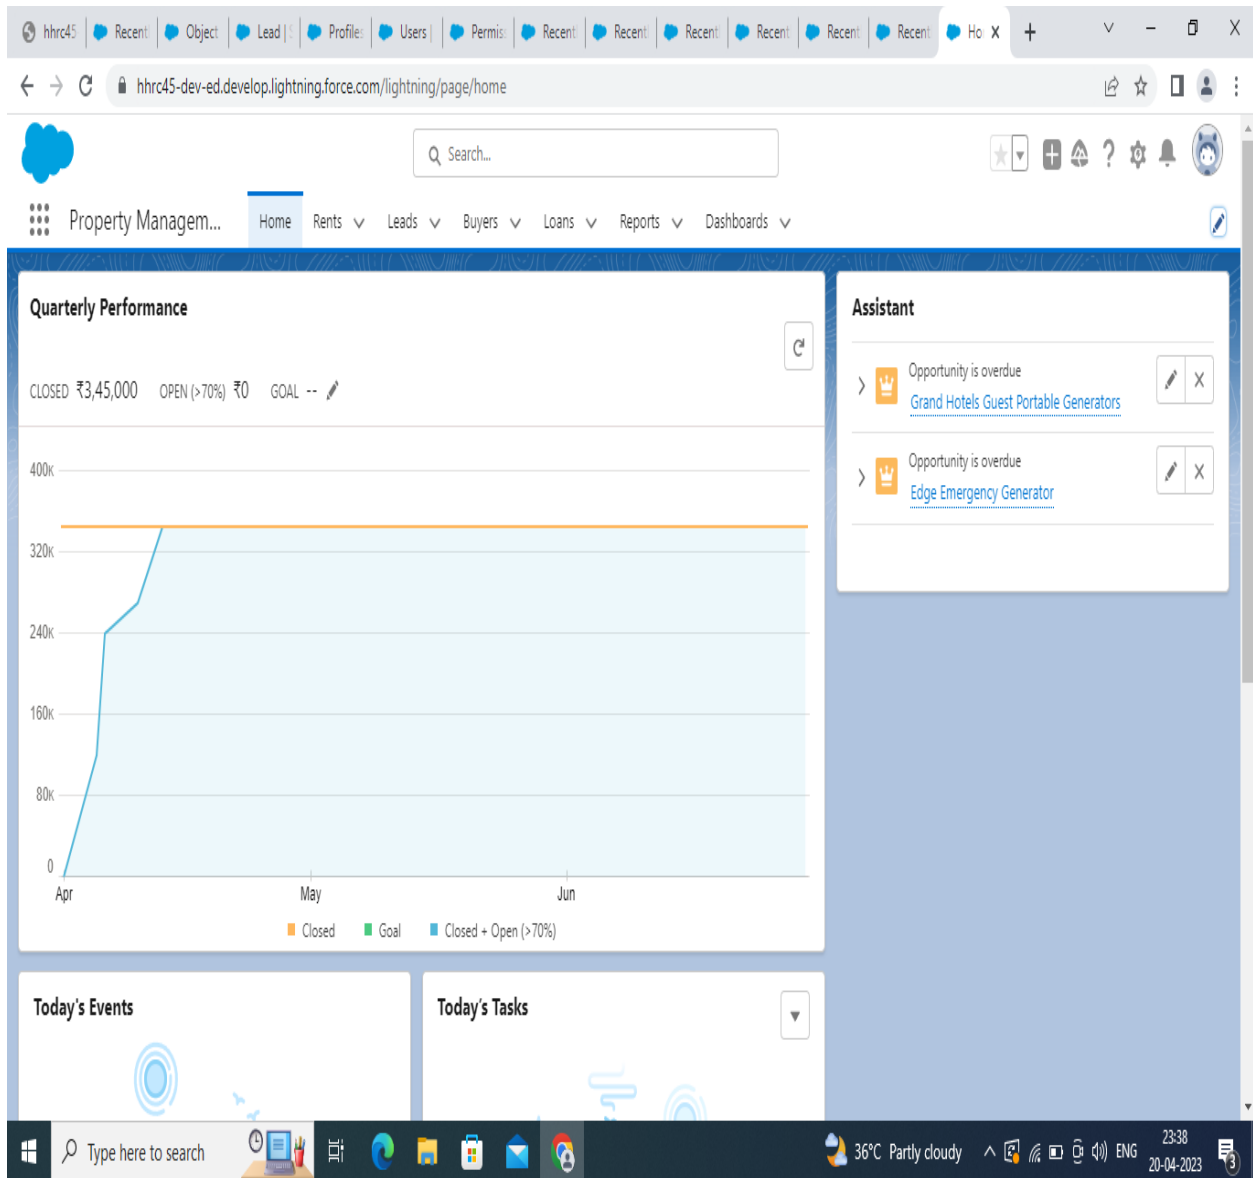 hhrc45 Recent Object Lead | Profiles Users | Permis Recent Recent Recent Recent Recent Recent Ho
hhrc45-dev-ed.develop.lightning.force.com/lightning/page/home
Search...
Property Managem... Home Rents Leads Buyers Loans Reports Dashboards
Quarterly Performance
CLOSED ₹3,45,000 OPEN (>70%) ₹0 GOAL --
400K
320K
240K
160K
80K
0
Apr May Jun
Closed Goal Closed + Open (>70%)
Assistant
Opportunity is overdue
Grand Hotels Guest Portable Generators
Opportunity is overdue
Edge Emergency Generator
Today's Events
Today's Tasks
Type here to search
36°C Partly cloudy
ENG
23:38
20-04-2023
3